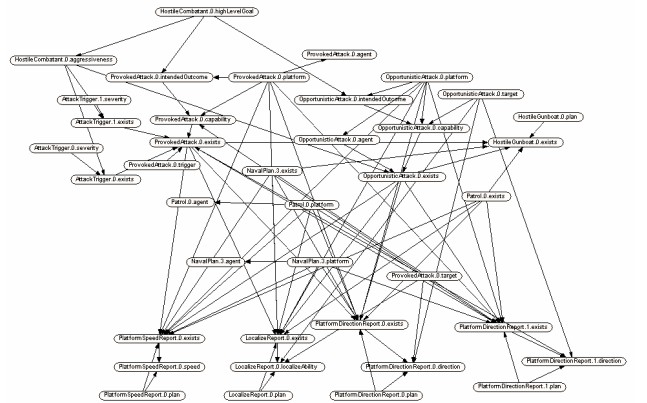 HostileCombatant.0.highLevelGoal
ProvokedAttack.0.agent
HostileCombatant.0.aggressiveness
ProvokedAttack.0.intendedOutcome
ProvokedAttack.0.platform
OpportunisticAttack.0.platform
AttackTrigger.1.severity
OpportunisticAttack.0.intendedOutcome
OpportunisticAttack.0.target
AttackTrigger.1.exists
ProvokedAttack.0.capability
OpportunisticAttack.0.capability
HostileGunboat.0.plan
AttackTrigger.0.severity
ProvokedAttack.0.exists
OpportunisticAttack.0.agent
HostileGunboat.0.exists
ProvokedAttack.0.trigger
AttackTrigger.0.exists
NavalPlan.3.exists
OpportunisticAttack.0.exists
Patrol.0.agent
Patrol.0.platform
Patrol.0.exists
NavalPlan.3.agent
NavalPlan.3.platform
ProvokedAttack.0.target
PlatformSpeedReport.0.exists
LocalizeReport.0.exists
PlatformDirectionReport.0.exists
PlatformDirectionReport.1.exists
PlatformSpeedReport.0.speed
LocalizeReport.0.localizeAbility
PlatformDirectionReport.0.direction
PlatformDirectionReport.1.direction
PlatformSpeedReport.0.plan
LocalizeReport.0.plan
PlatformDirectionReport.0.plan
PlatformDirectionReport.1.plan